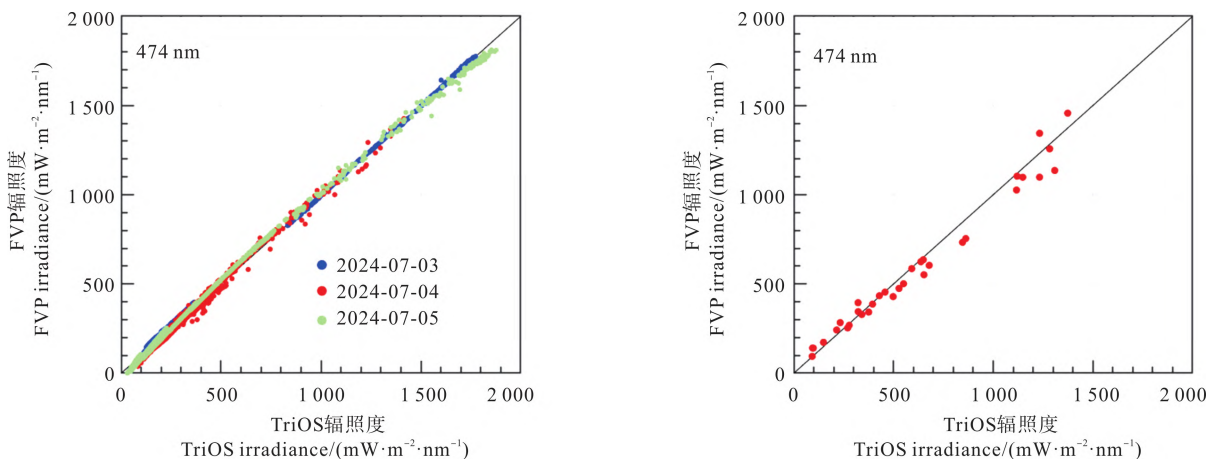 2 000
474 nm
1 500
1 000
500
0
FVP辐照度
FVP irradiance/(mW·m⁻²·nm⁻¹)
2024-07-03
2024-07-04
2024-07-05
0 500 1 000 1 500 2 000
TriOS辐照度
TriOS irradiance/(mW·m⁻²·nm⁻¹)
2 000
474 nm
1 500
1 000
500
0
FVP辐照度
FVP irradiance/(mW·m⁻²·nm⁻¹)
0 500 1 000 1 500 2 000
TriOS辐照度
TriOS irradiance/(mW·m⁻²·nm⁻¹)